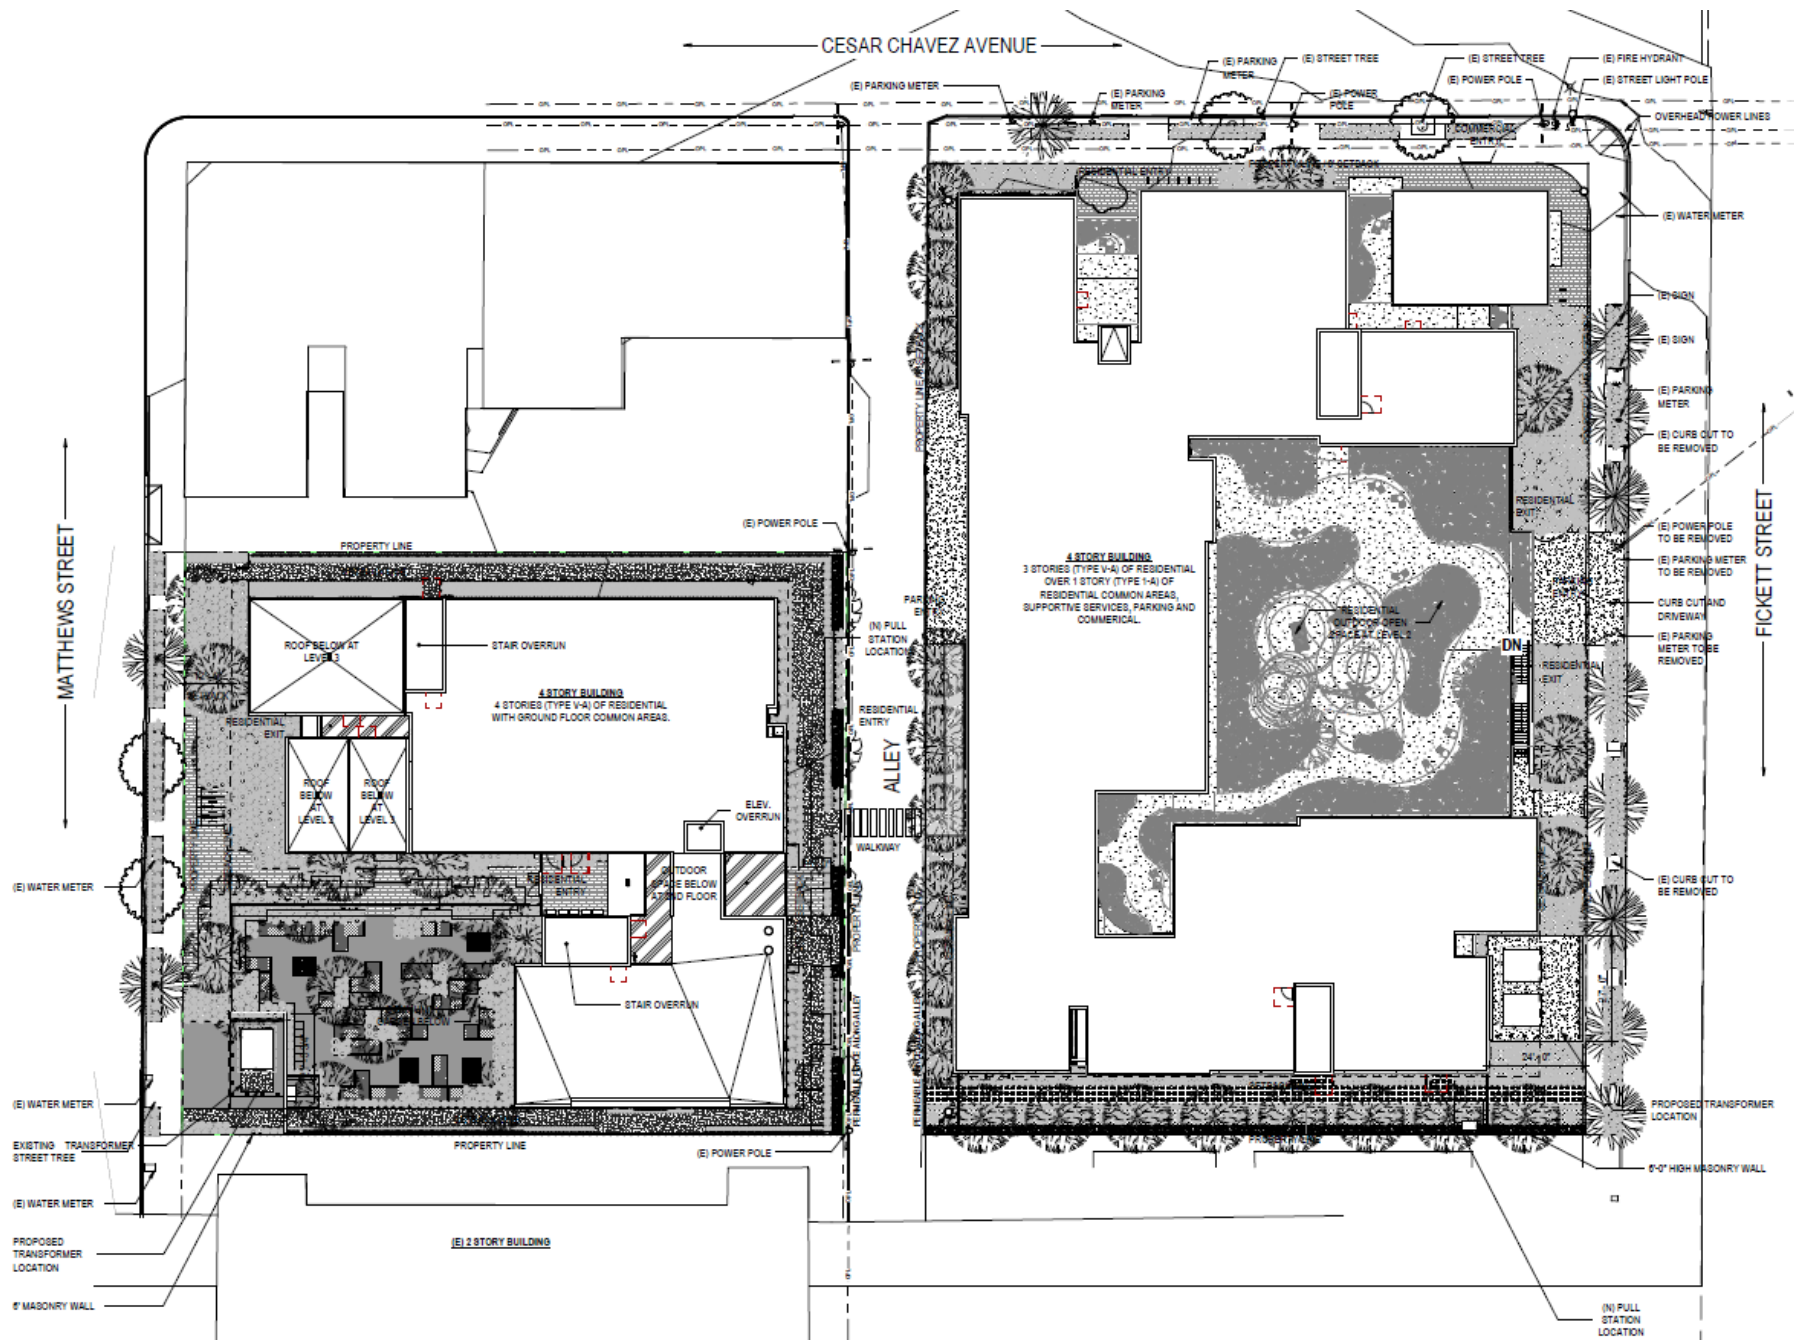 CESAR CHAVEZ AVENUE
(E) PARKING METER
(E) PARKING
METER
(E) PARKING
METER
(E) STREET TREE
(E) POWER
POLE
(E) STREET TREE
(E) POWER POLE
(E) FIRE HYDRANT
(E) STREET LIGHT POLE
OVERHEAD POWER LINES
COMMERCIAL
ENTRY
RESIDENTIAL ENTRY
SETBACK
(E) WATER METER
(E) SIGN
(E) SIGN
(E) PARKING
METER
(E) CURB CUT TO
BE REMOVED
RESIDENTIAL
EXIT
(E) POWER POLE
TO BE REMOVED
(E) PARKING METER
TO BE REMOVED
CURB CUT AND
DRIVEWAY
(E) PARKING
METER TO BE
REMOVED
RESIDENTIAL
EXIT
DN
FICKETT STREET
MATTHEWS STREET
(E) POWER POLE
PROPERTY LINE
PROPERTY LINE
4 STORY BUILDING
3 STORIES (TYPE V-A) OF RESIDENTIAL
OVER 1 STORY (TYPE 1-A) OF
RESIDENTIAL COMMON AREAS,
SUPPORTIVE SERVICES, PARKING AND
COMMERICAL.
RESIDENTIAL
OUTDOOR OPEN
SPACE AT LEVEL 2
(N) PULL
STATION
LOCATION
ROOF BELOW AT
LEVEL 3
STAIR OVERRUN
4 STORY BUILDING
4 STORIES (TYPE V-A) OF RESIDENTIAL
WITH GROUND FLOOR COMMON AREAS.
RESIDENTIAL
EXIT
RESIDENTIAL
ENTRY
ALLEY
ROOF
BELOW
AT
LEVEL 2
ROOF
BELOW
AT
LEVEL 3
ELEV.
OVERRUN
WALKWAY
(E) WATER METER
RESIDENTIAL
ENTRY
OUTDOOR
SPACE BELOW
AT 2ND FLOOR
(E) CURB CUT TO
BE REMOVED
PROPERTY LINE
STAIR OVERRUN
24'-0"
(E) WATER METER
PROPOSED TRANSFORMER
LOCATION
EXISTING TRANSFORMER
STREET TREE
PROPERTY LINE
(E) POWER POLE
6'-0" HIGH MASONRY WALL
(E) WATER METER
PROPOSED
TRANSFORMER
LOCATION
(E) 2 STORY BUILDING
6' MASONRY WALL
(N) PULL
STATION
LOCATION